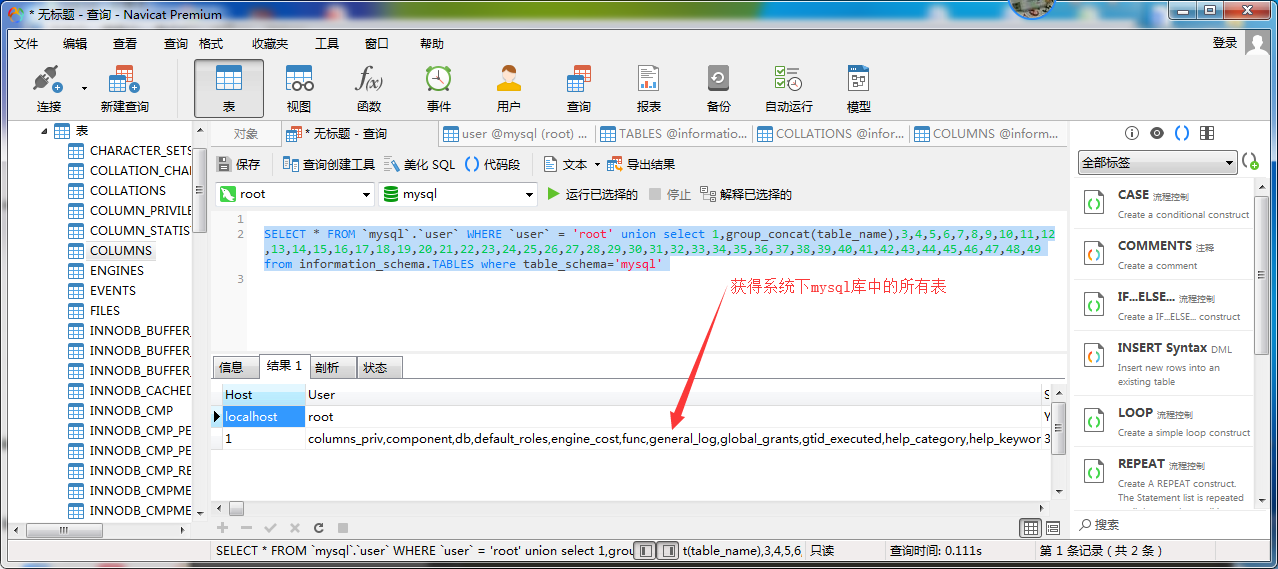 * 无标题 - 查询 - Navicat Premium
文件 编辑 查看 查询 格式 收藏夹 工具 窗口 帮助 登录
连接 新建查询 表 视图 函数 事件 用户 查询 报表 备份 自动运行 模型
表
CHARACTER_SETS
COLLATION_CHA
COLLATIONS
COLUMN_PRIVILE
COLUMN_STATIS
COLUMNS
ENGINES
EVENTS
FILES
INNODB_BUFFER_
INNODB_BUFFER_
INNODB_BUFFER_
INNODB_CACHED
INNODB_CMP
INNODB_CMP_PE
INNODB_CMP_PE
INNODB_CMP_RE
INNODB_CMPME
INNODB_CMPME
对象 * 无标题 - 查询 user @mysql (root) ... TABLES @informatio... COLLATIONS @infor... COLUMNS @inform...
保存 查询创建工具 美化 SQL () 代码段 文本 导出结果
root mysql 运行已选择的 停止 解释已选择的
1
2 SELECT * FROM `mysql`.`user` WHERE `user` = 'root' union select 1,group_concat(table_name),3,4,5,6,7,8,9,10,11,12
,13,14,15,16,17,18,19,20,21,22,23,24,25,26,27,28,29,30,31,32,33,34,35,36,37,38,39,40,41,42,43,44,45,46,47,48,49
from information_schema.TABLES where table_schema='mysql'
3
获得系统下mysql库中的所有表
信息 结果 1 剖析 状态
Host User S
localhost root Y
1 columns_priv,component,db,default_roles,engine_cost,func,general_log,global_grants,gtid_executed,help_category,help_keywor 3
全部标签
CASE 流程控制
Create a conditional construct
COMMENTS 注释
Create a comment
IF...ELSE... 流程控制
Create a IF...ELSE... construct
INSERT Syntax DML
Insert new rows into an
existing table
LOOP 流程控制
Create a simple loop construct
REPEAT 流程控制
Create A REPEAT construct.
The Statement list is repeated
搜索
SELECT * FROM `mysql`.`user` WHERE `user` = 'root' union select 1,grou t(table_name),3,4,5,6, 只读 查询时间: 0.111s 第 1 条记录 ( 共 2 条 )